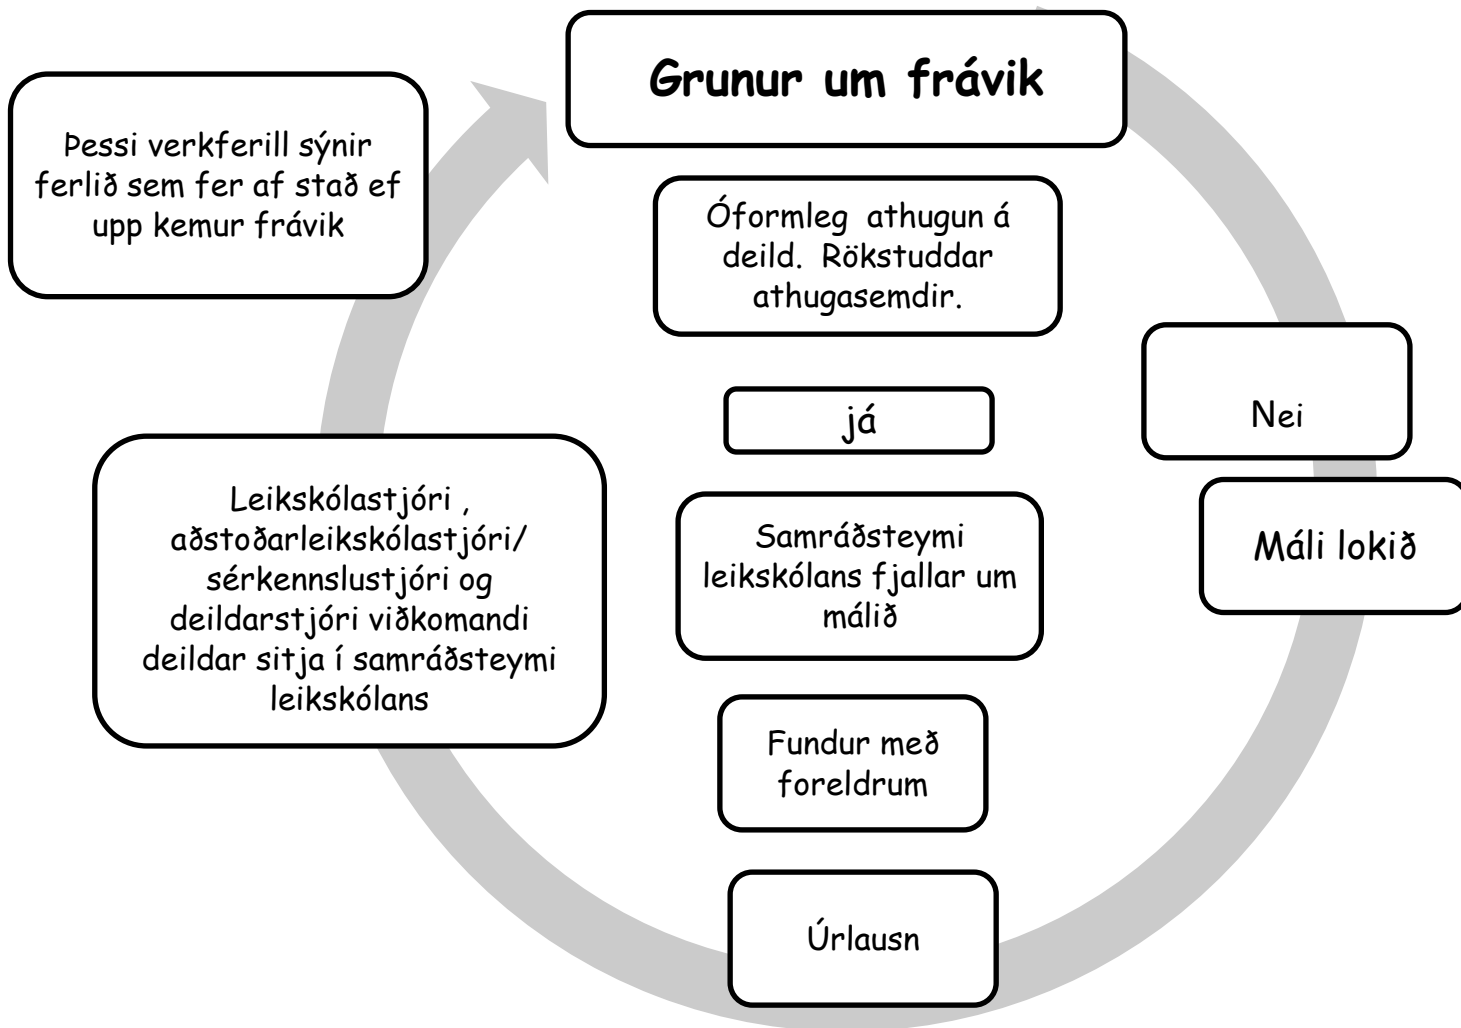 Grunur um frávik
Þessi verkferill sýnir
ferlið sem fer af stað ef
upp kemur frávik
Óformleg athugun á
deild. Rökstuddar
athugasemdir.
já
Nei
Máli lokið
Leikskólastjóri ,
aðstoðarleikskólastjóri/
sérkennslustjóri og
deildarstjóri viðkomandi
deildar sitja í samráðsteymi
leikskólans
Samráðsteymi
leikskólans fjallar um
málið
Fundur með
foreldrum
Úrlausn